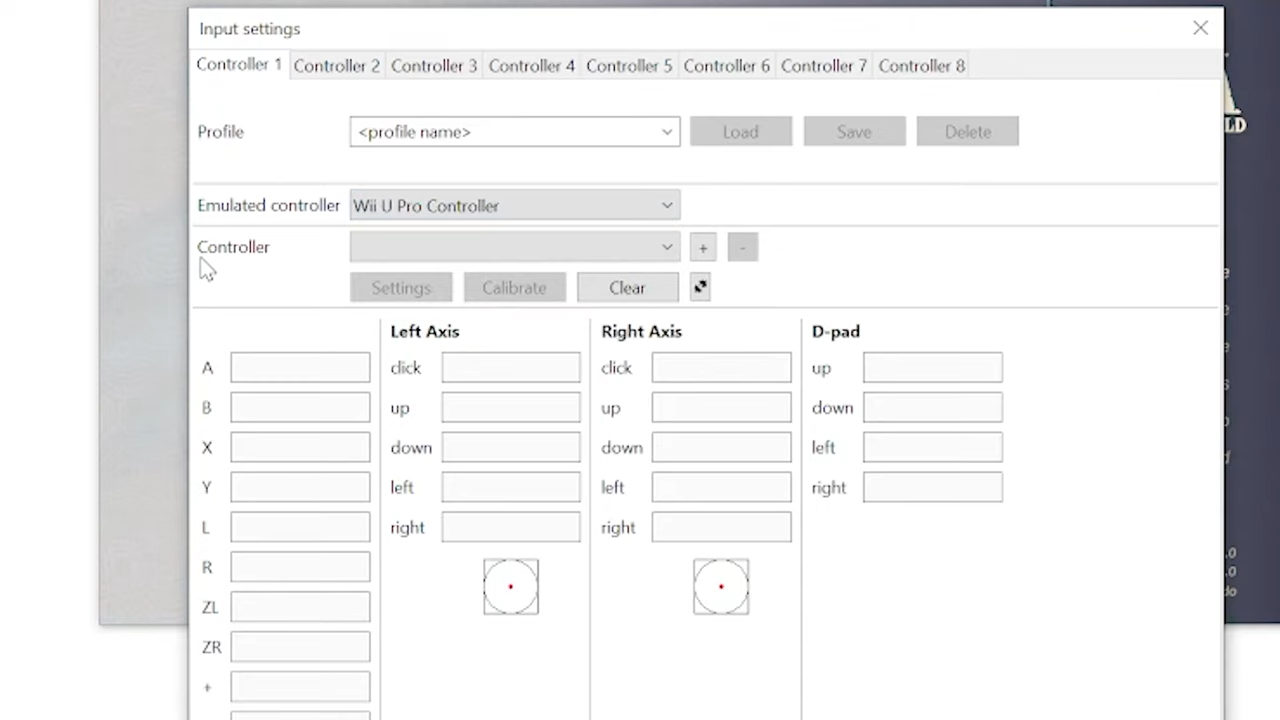 Input settings
Controller 1 Controller 2 Controller 3 Controller 4 Controller 5 Controller 6 Controller 7 Controller 8
Profile <profile name> Load Save Delete
Emulated controller Wii U Pro Controller
Controller + -
Settings Calibrate Clear
Left Axis Right Axis D-pad
A click click up
B up up down
X down down left
Y left left right
L right right
R
ZL
ZR
+